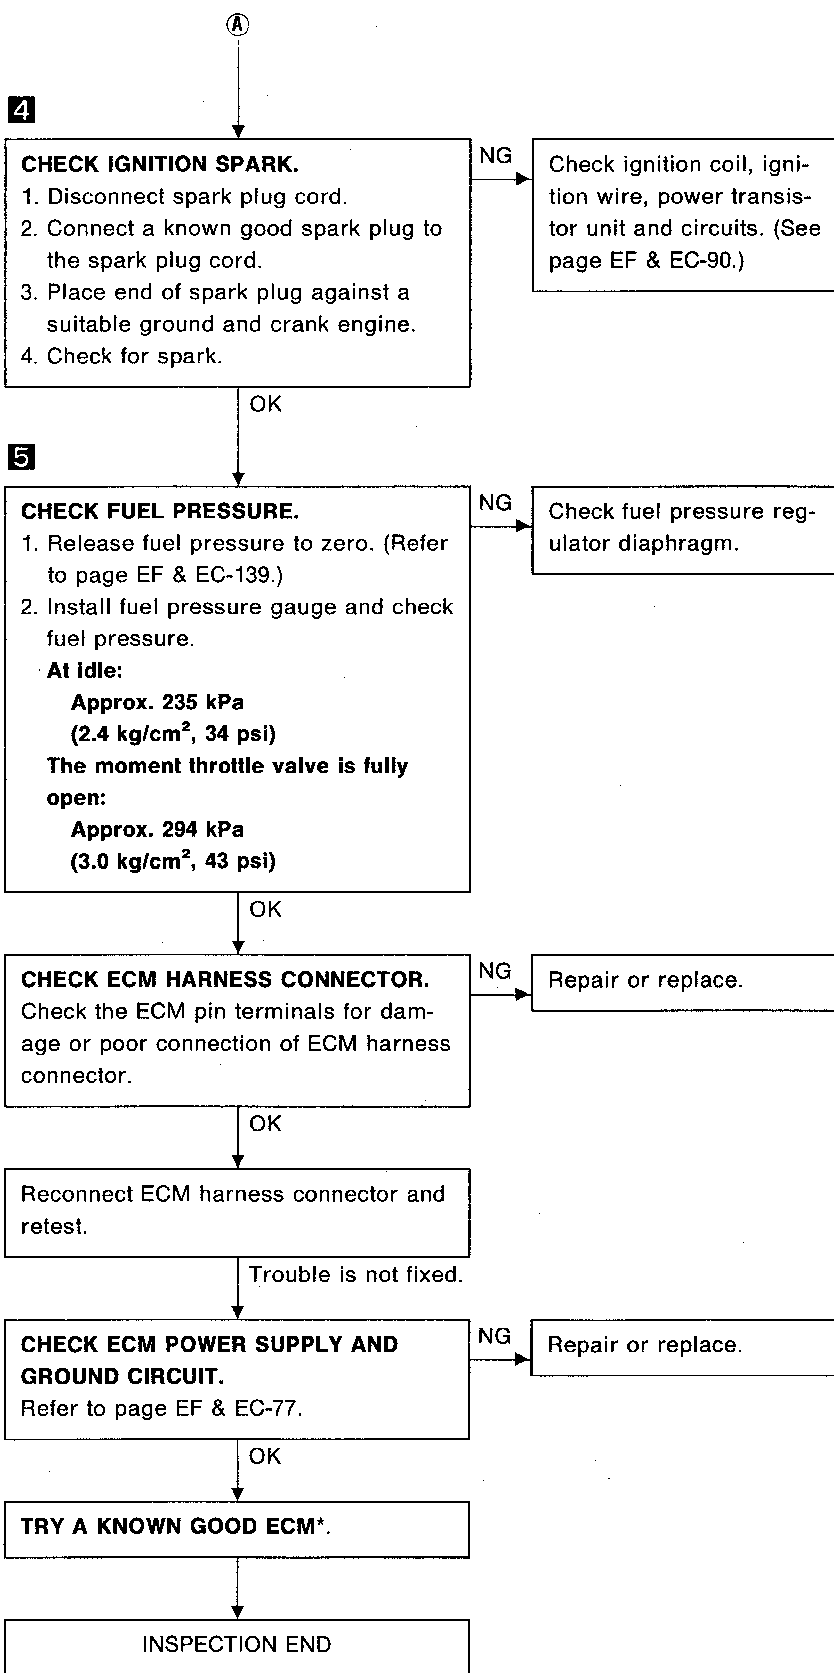 A
4
CHECK IGNITION SPARK.
1. Disconnect spark plug cord.
2. Connect a known good spark plug to
the spark plug cord.
3. Place end of spark plug against a
suitable ground and crank engine.
4. Check for spark.
NG
Check ignition coil, igni-
tion wire, power transis-
tor unit and circuits. (See
page EF & EC-90.)
OK
5
CHECK FUEL PRESSURE.
1. Release fuel pressure to zero. (Refer
to page EF & EC-139.)
2. Install fuel pressure gauge and check
fuel pressure.
At idle:
Approx. 235 kPa
(2.4 kg/cm², 34 psi)
The moment throttle valve is fully
open:
Approx. 294 kPa
(3.0 kg/cm², 43 psi)
NG
Check fuel pressure reg-
ulator diaphragm.
OK
CHECK ECM HARNESS CONNECTOR.
Check the ECM pin terminals for dam-
age or poor connection of ECM harness
connector.
NG
Repair or replace.
OK
Reconnect ECM harness connector and
retest.
Trouble is not fixed.
CHECK ECM POWER SUPPLY AND
GROUND CIRCUIT.
Refer to page EF & EC-77.
NG
Repair or replace.
OK
TRY A KNOWN GOOD ECM*.
INSPECTION END